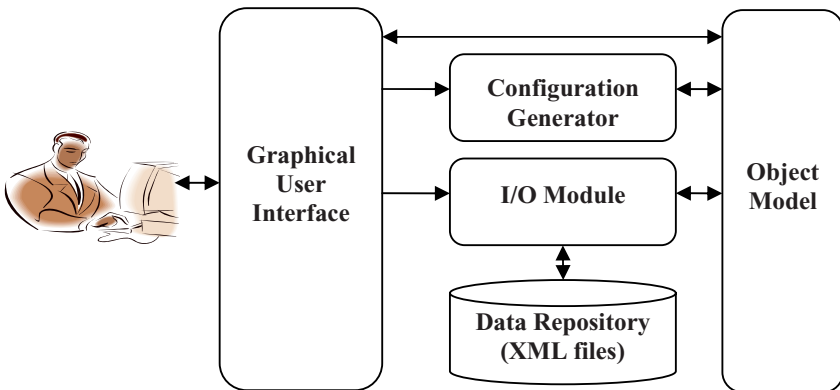 Graphical
User
Interface
Configuration
Generator
I/O Module
Data Repository
(XML files)
Object
Model